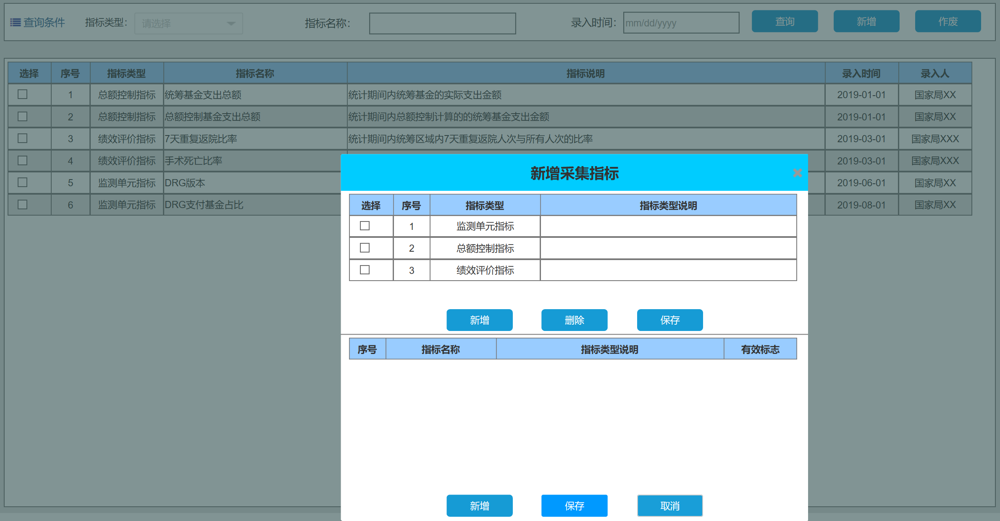 查询条件 指标类型: 请选择 指标名称: 录入时间: mm/dd/yyyy 查询 新增 作废
选择 序号 指标类型 指标名称 指标说明 录入时间 录入人
1 总额控制指标 统筹基金支出总额 统计期间内统筹基金的实际支出金额 2019-01-01 国家局XX
2 总额控制指标 总额控制基金支出总额 统计期间内总额控制计算的的统筹基金支出金额 2019-01-01 国家局XX
3 绩效评价指标 7天重复返院比率 统计期间内统筹区域内7天重复返院人次与所有人次的比率 2019-03-01 国家局XXX
4 绩效评价指标 手术死亡比率 2019-03-01 国家局XXX
5 监测单元指标 DRG版本 2019-06-01 国家局XX
6 监测单元指标 DRG支付基金占比 2019-08-01 国家局XX
新增采集指标
选择 序号 指标类型 指标类型说明
1 监测单元指标
2 总额控制指标
3 绩效评价指标
新增 删除 保存
序号 指标名称 指标类型说明 有效标志
新增 保存 取消